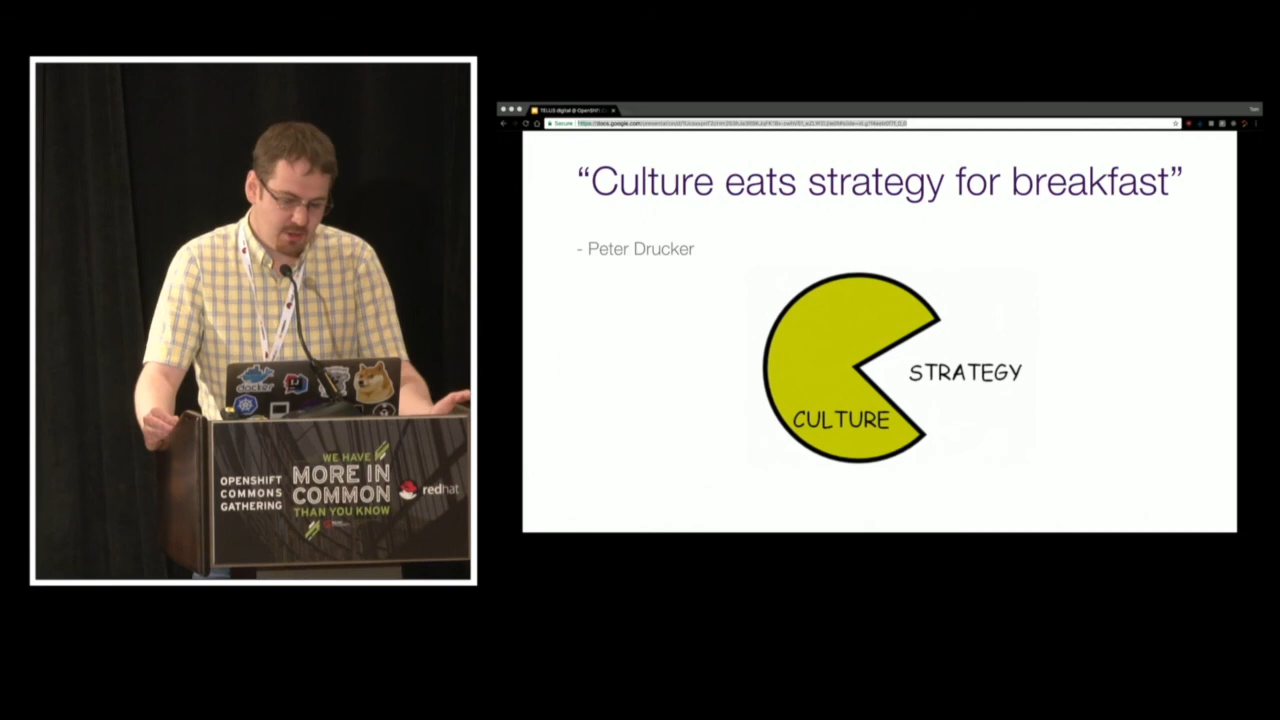 docker
OPENSHIFT
COMMONS
GATHERING
WE HAVE
MORE IN
COMMON
THAN YOU KNOW
redhat
Secure
“Culture eats strategy for breakfast”
- Peter Drucker
STRATEGY
CULTURE